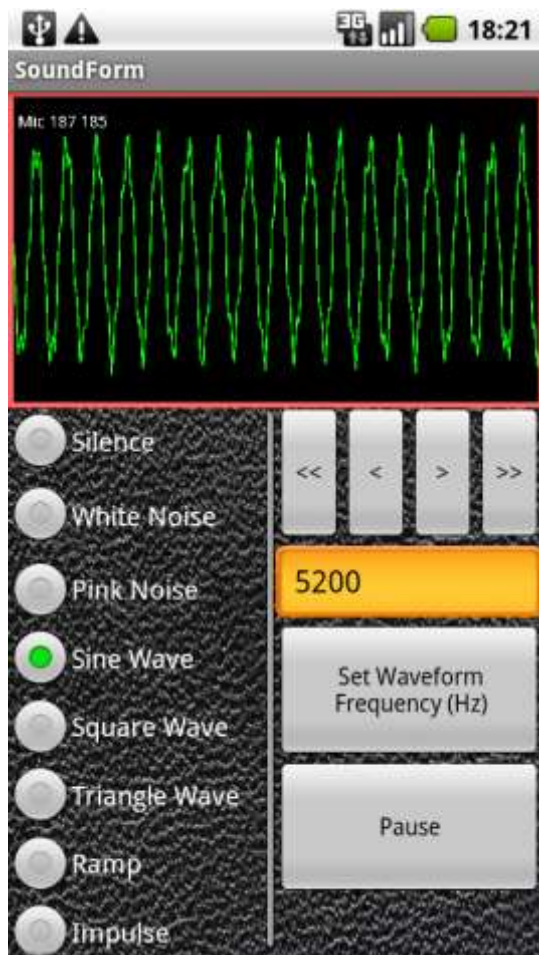 3G 18:21
SoundForm
Mic 187 185
Silence
White Noise
Pink Noise
Sine Wave
Square Wave
Triangle Wave
Ramp
Impulse
<< < > >>
5200
Set Waveform
Frequency (Hz)
Pause